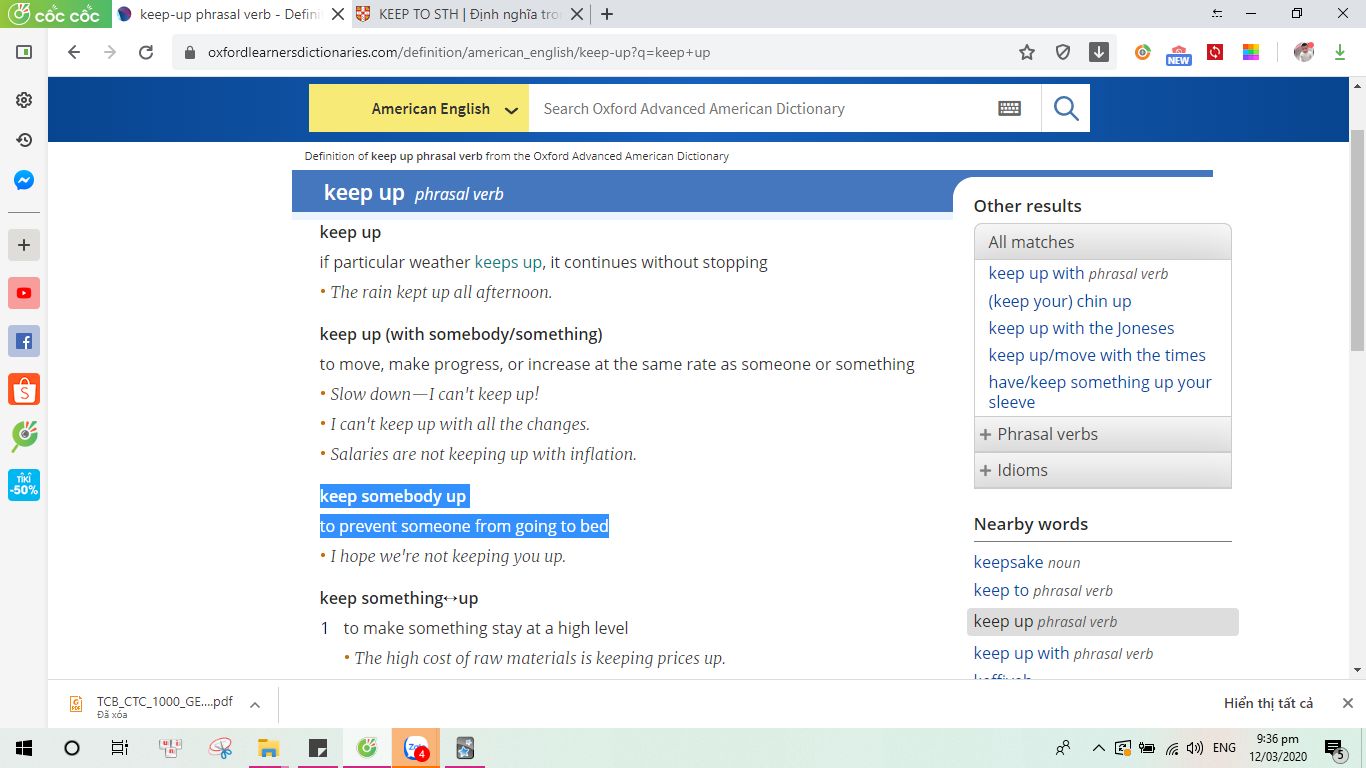 cốc cốc
keep-up phrasal verb - Defini
KEEP TO STH | Định nghĩa tro
oxfordlearnersdictionaries.com/definition/american_english/keep-up?q=keep+up
NEW
American English
Search Oxford Advanced American Dictionary
Definition of keep up phrasal verb from the Oxford Advanced American Dictionary
keep up phrasal verb
keep up
if particular weather keeps up, it continues without stopping
• The rain kept up all afternoon.
keep up (with somebody/something)
to move, make progress, or increase at the same rate as someone or something
• Slow down—I can't keep up!
• I can't keep up with all the changes.
• Salaries are not keeping up with inflation.
keep somebody up
to prevent someone from going to bed
• I hope we're not keeping you up.
keep something↔up
1 to make something stay at a high level
• The high cost of raw materials is keeping prices up.
Other results
All matches
keep up with phrasal verb
(keep your) chin up
keep up with the Joneses
keep up/move with the times
have/keep something up your
sleeve
+ Phrasal verbs
+ Idioms
Nearby words
keepsake noun
keep to phrasal verb
keep up phrasal verb
keep up with phrasal verb
TIKI
-50%
TCB_CTC_1000_GE....pdf
Đã xóa
Hiển thị tất cả
4
ENG
9:36 pm
12/03/2020
5